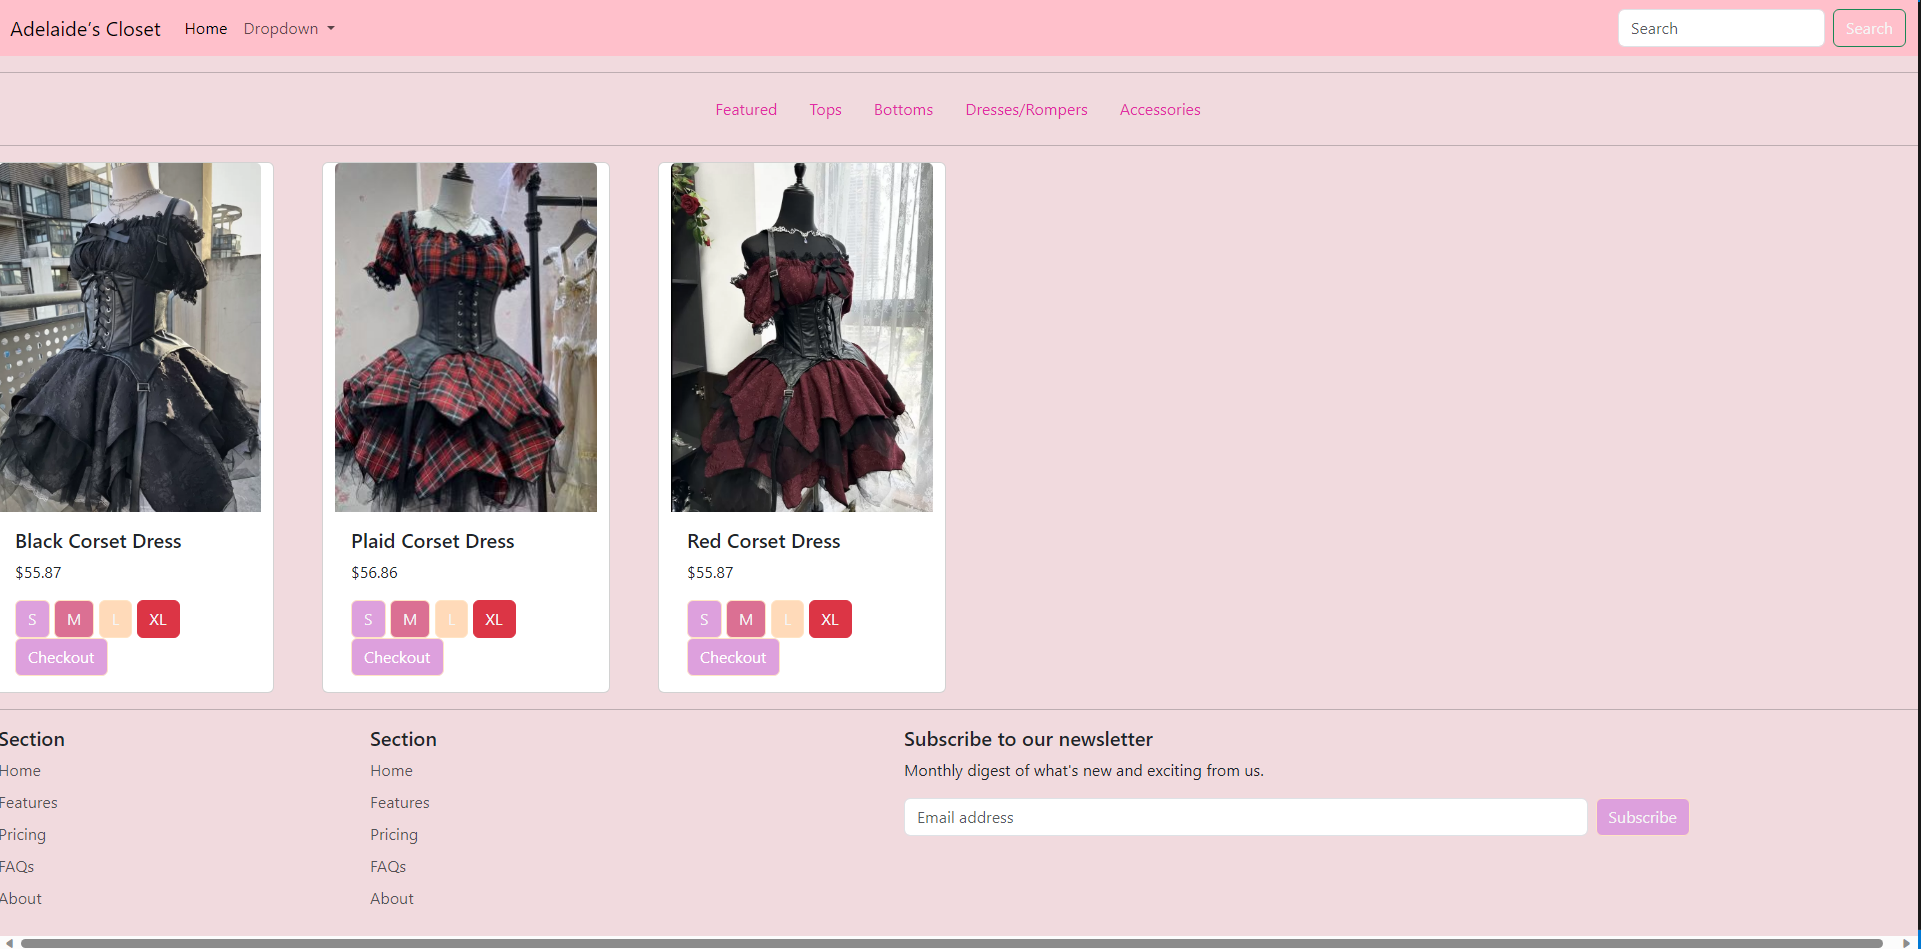 Adelaide's Closet Home Dropdown Search Search
Featured Tops Bottoms Dresses/Rompers Accessories
Black Corset Dress
$55.87
S M L XL
Checkout
Plaid Corset Dress
$56.86
S M L XL
Checkout
Red Corset Dress
$55.87
S M L XL
Checkout
Section
Home
Features
Pricing
FAQs
About
Section
Home
Features
Pricing
FAQs
About
Subscribe to our newsletter
Monthly digest of what's new and exciting from us.
Email address Subscribe